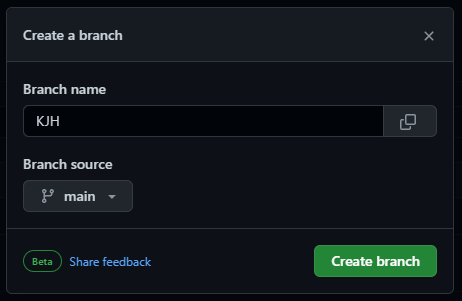 Create a branch
Branch name
KJH
Branch source
main
Beta Share feedback
Create branch